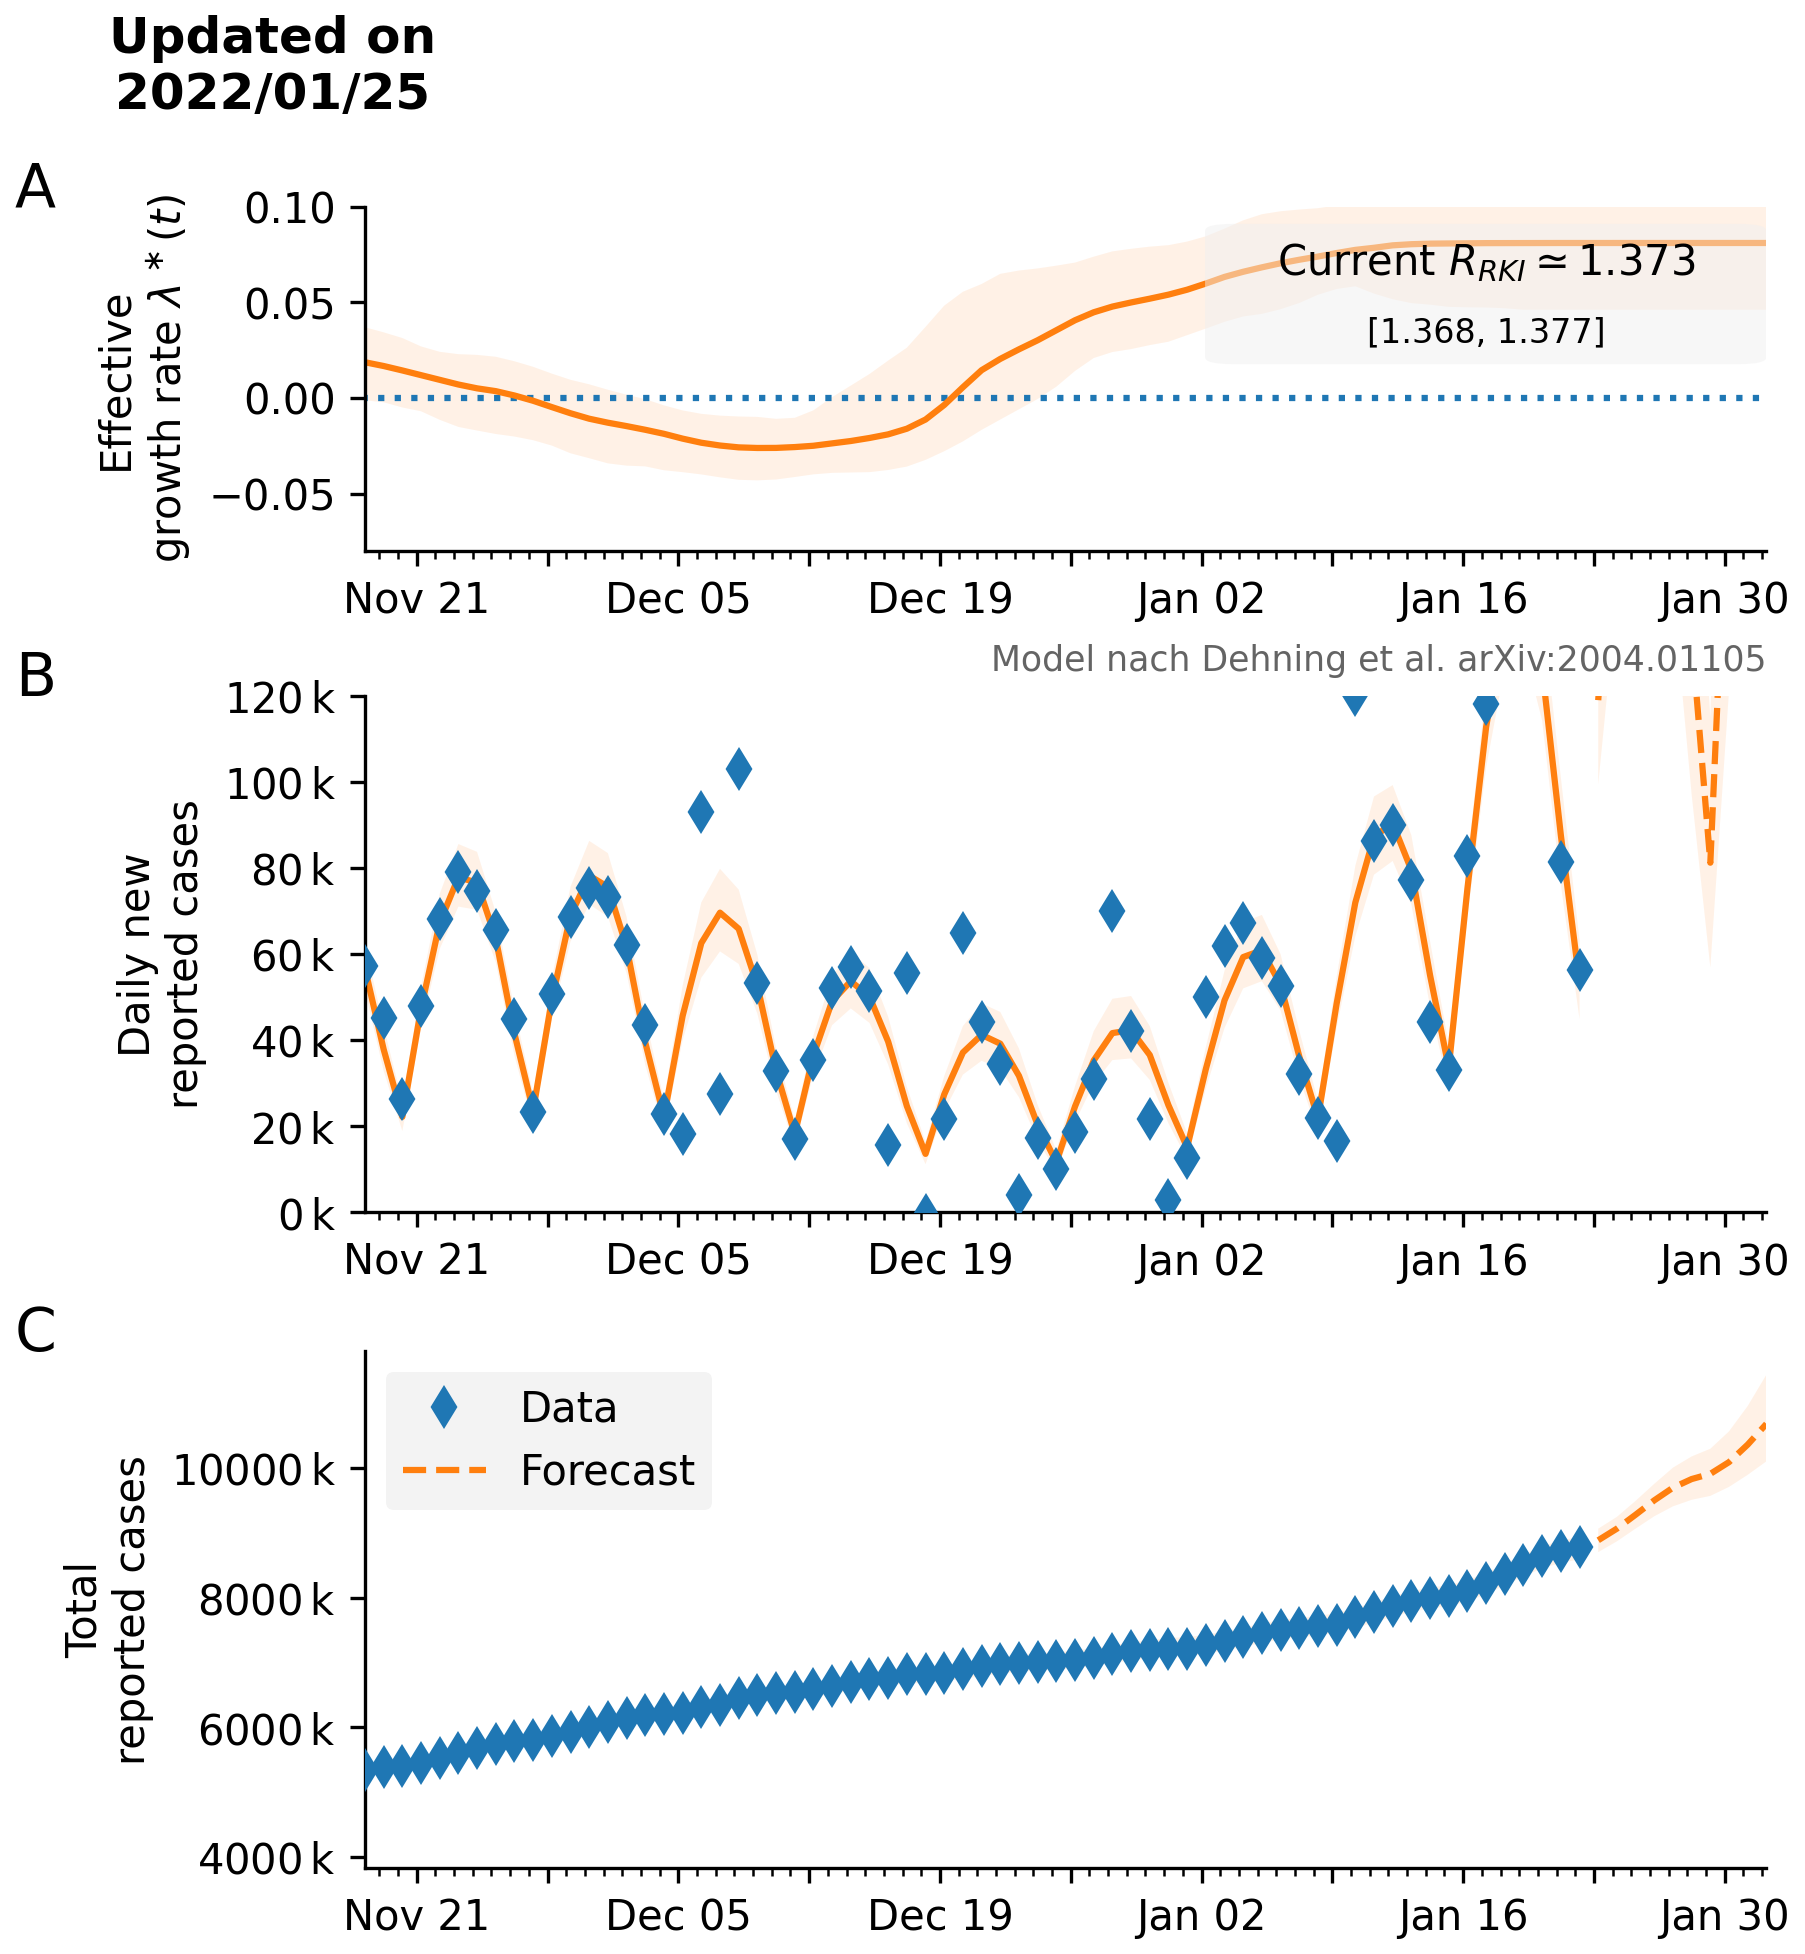 Updated on
2022/01/25
A
Effective
growth rate λ * (t)
0.10
0.05
0.00
−0.05
Current R_RKI ≃ 1.373
[1.368, 1.377]
Nov 21
Dec 05
Dec 19
Jan 02
Jan 16
Jan 30
Model nach Dehning et al. arXiv:2004.01105
B
Daily new
reported cases
120 k
100 k
80 k
60 k
40 k
20 k
0 k
Nov 21
Dec 05
Dec 19
Jan 02
Jan 16
Jan 30
C
Total
reported cases
Data
Forecast
10000 k
8000 k
6000 k
4000 k
Nov 21
Dec 05
Dec 19
Jan 02
Jan 16
Jan 30